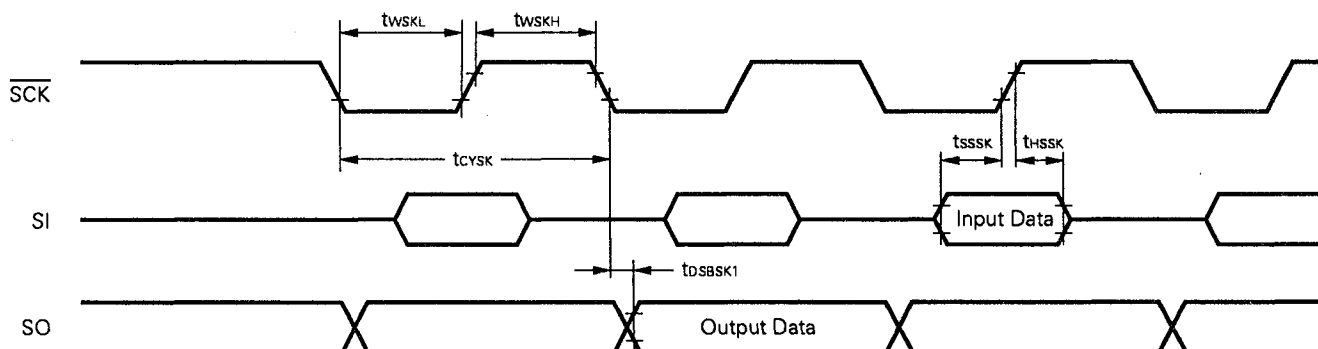 tWSKL
tWSKH
SCK
tCYSK
tSSSK
tHSSK
SI
Input Data
tDSBSK1
SO
Output Data